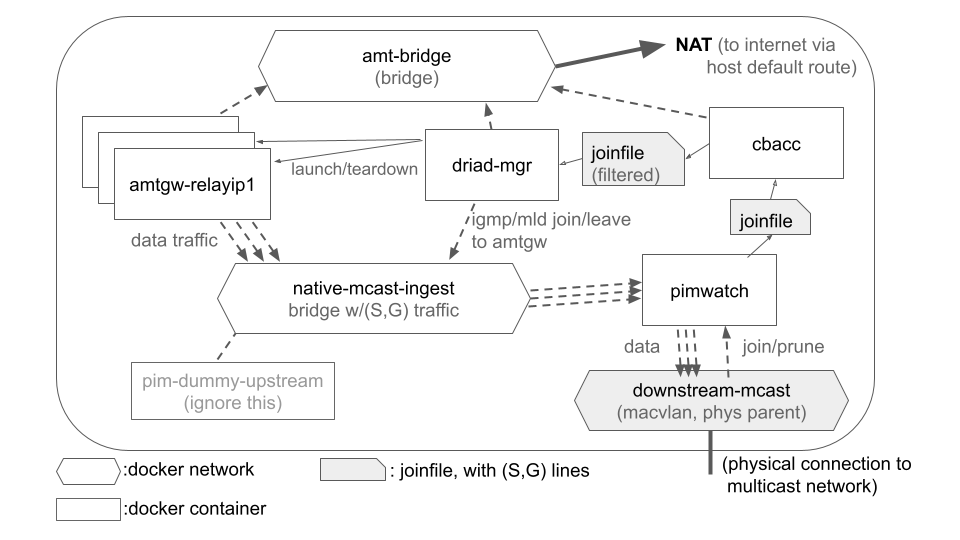 amt-bridge
(bridge)
NAT (to internet via
host default route)
amtgw-relayip1
launch/teardown
driad-mgr
joinfile
(filtered)
cbacc
joinfile
data traffic
igmp/mld join/leave
to amtgw
native-mcast-ingest
bridge w/(S,G) traffic
pimwatch
data
join/prune
pim-dummy-upstream
(ignore this)
downstream-mcast
(macvlan, phys parent)
(physical connection to
multicast network)
:docker network
: joinfile, with (S,G) lines
:docker container